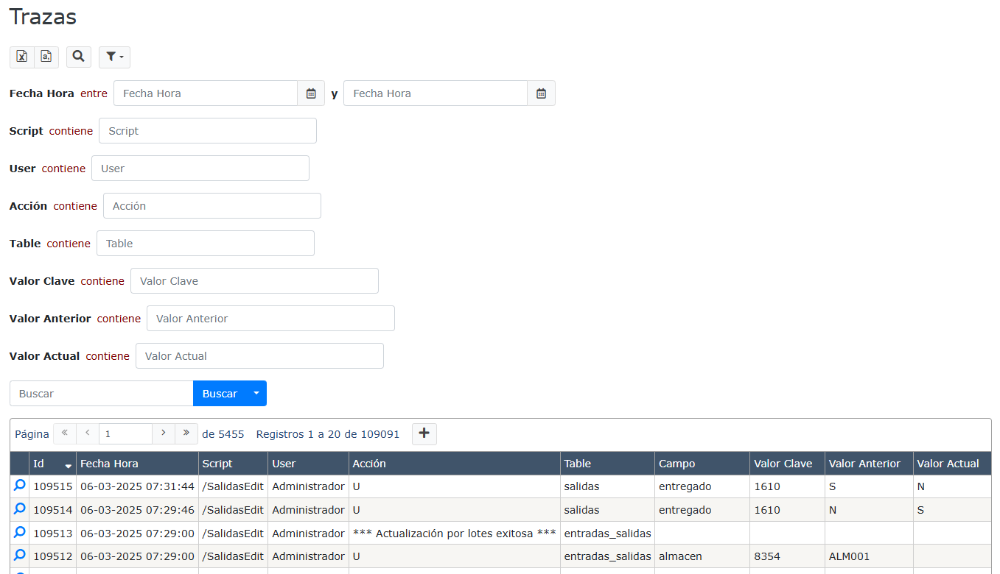 Trazas
Fecha Hora entre Fecha Hora y Fecha Hora
Script contiene Script
User contiene User
Acción contiene Acción
Table contiene Table
Valor Clave contiene Valor Clave
Valor Anterior contiene Valor Anterior
Valor Actual contiene Valor Actual
Buscar Buscar
Página 1 de 5455 Registros 1 a 20 de 109091
Id Fecha Hora Script User Acción Table Campo Valor Clave Valor Anterior Valor Actual
109515 06-03-2025 07:31:44 /SalidasEdit Administrador U salidas entregado 1610 S N
109514 06-03-2025 07:29:46 /SalidasEdit Administrador U salidas entregado 1610 N S
109513 06-03-2025 07:29:00 /SalidasEdit Administrador *** Actualización por lotes exitosa *** entradas_salidas
109512 06-03-2025 07:29:00 /SalidasEdit Administrador U entradas_salidas almacen 8354 ALM001